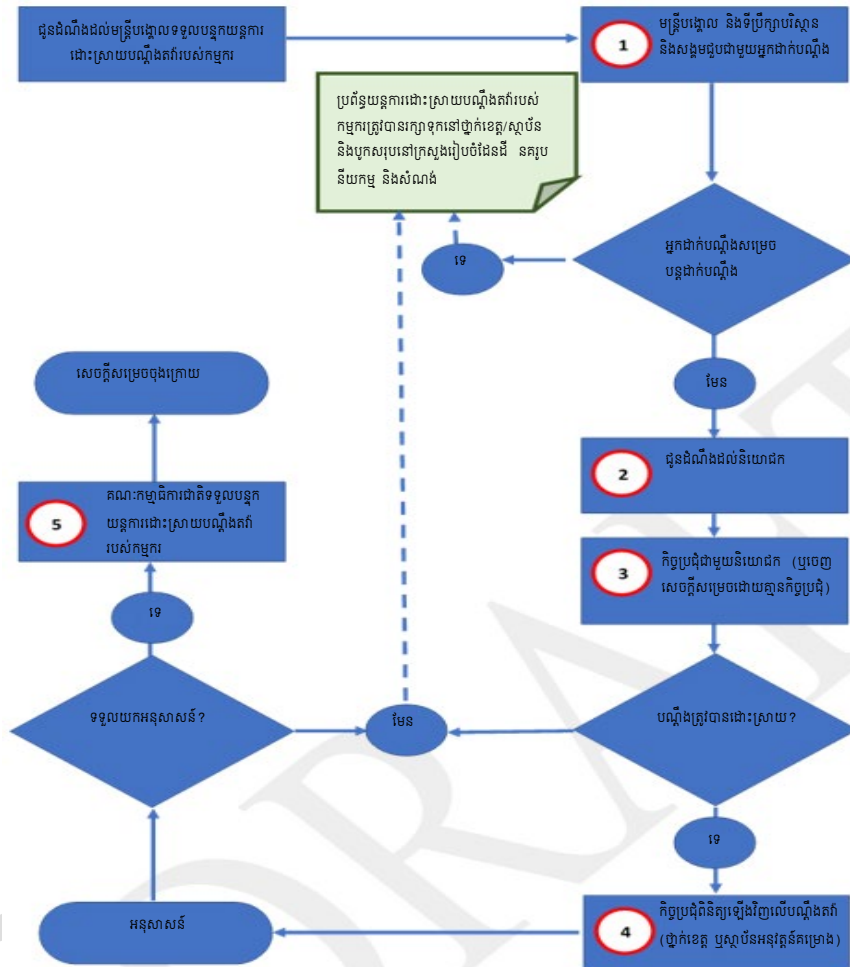 ជូនដំណឹងដល់មន្ត្រីបង្គោលទទួលបន្ទុកយន្តការ
ដោះស្រាយបណ្ដឹងតវ៉ារបស់កម្មករ
1
មន្ត្រីបង្គោល និងទីប្រឹក្សាបរិស្ថាន
និងសង្គមជួបជាមួយអ្នកដាក់បណ្ដឹង
ប្រព័ន្ធយន្តការដោះស្រាយបណ្ដឹងតវ៉ារបស់
កម្មករត្រូវបានរក្សាទុកនៅថ្នាក់ខេត្ត/ស្ថាប័ន
និងបូកសរុបនៅក្រសួងរៀបចំដែនដី នគរូប
នីយកម្ម និងសំណង់
អ្នកដាក់បណ្ដឹងសម្រេច
បន្តដាក់បណ្ដឹង
ទេ
មែន
2
ជូនដំណឹងដល់និយោជក
3
កិច្ចប្រជុំជាមួយនិយោជក (ឬចេញ
សេចក្ដីសម្រេចដោយគ្មានកិច្ចប្រជុំ)
បណ្ដឹងត្រូវបានដោះស្រាយ?
មែន
ទេ
4
កិច្ចប្រជុំពិនិត្យឡើងវិញលើបណ្ដឹងតវ៉ា
(ថ្នាក់ខេត្ត ឬស្ថាប័នអនុវត្តន៍គម្រោង)
អនុសាសន៍
ទទួលយកអនុសាសន៍?
ទេ
5
គណៈកម្មាធិការជាតិទទួលបន្ទុក
យន្តការដោះស្រាយបណ្ដឹងតវ៉ា
របស់កម្មករ
សេចក្ដីសម្រេចចុងក្រោយ